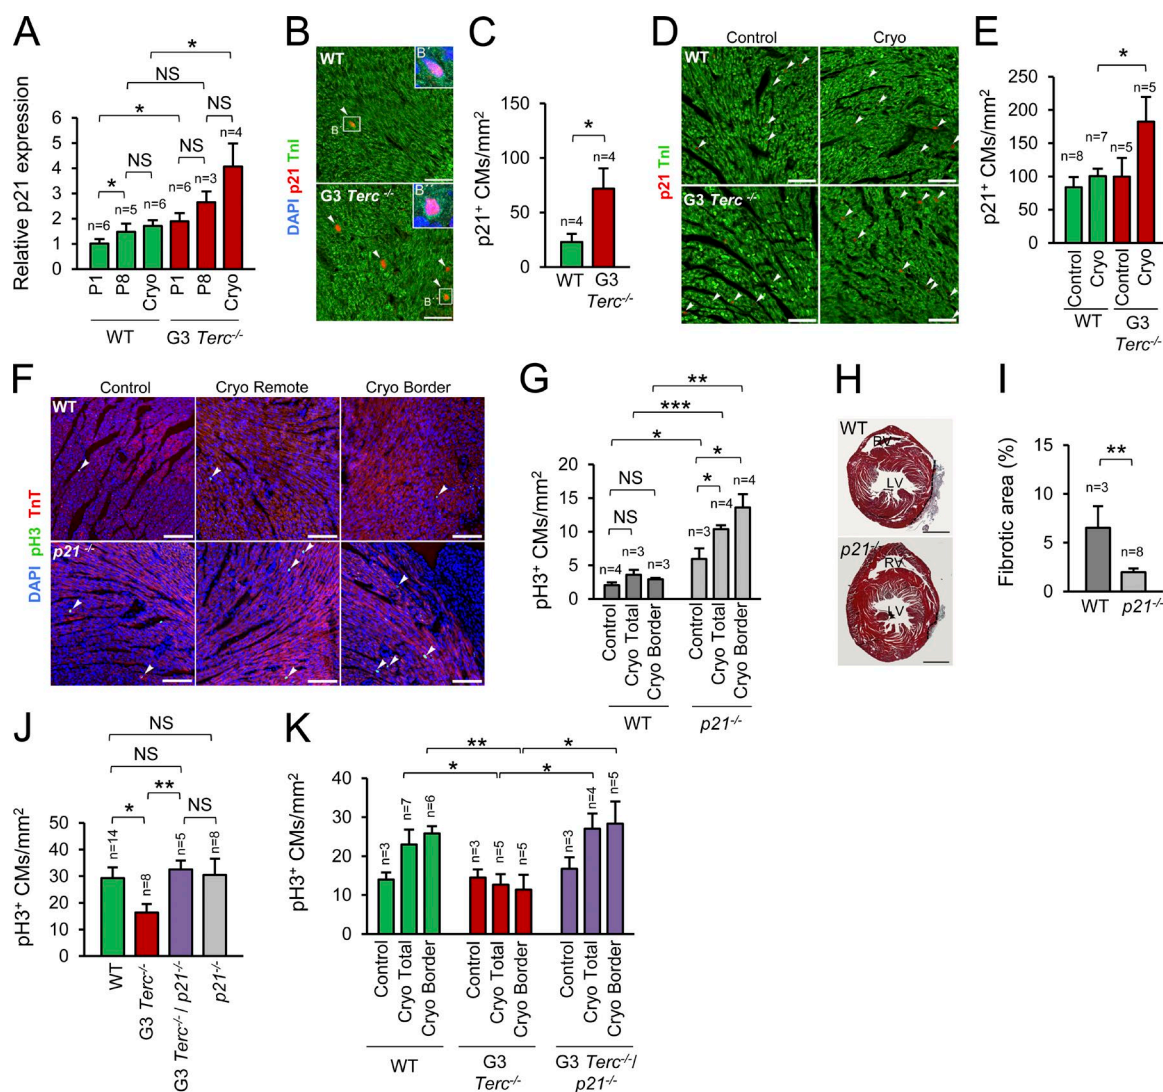 A
Relative p21 expression
6
5
4
3
2
1
0
*
NS
*
NS
NS
*
NS
NS
n=6
n=5
n=6
n=6
n=3
n=4
P1
P8
Cryo
P1
P8
Cryo
WT
G3 Terc-/-
B
DAPI p21 TnI
WT
B'
B'
G3 Terc -/-
B''
B''
C
p21+ CMs/mm2
150
100
50
0
*
n=4
n=4
WT
G3
Terc-/-
D
Control
Cryo
p21 TnI
WT
G3 Terc -/-
E
p21+ CMs/mm2
250
200
150
100
50
0
*
n=8
n=7
n=5
n=5
Control
Cryo
Control
Cryo
WT
G3
Terc-/-
F
Control
Cryo Remote
Cryo Border
DAPI pH3 TnT
WT
p21 -/-
G
pH3+ CMs/mm2
20
15
10
5
0
**
***
*
NS
NS
*
*
n=4
n=3
n=3
n=3
n=4
n=4
Control
Cryo Total
Cryo Border
Control
Cryo Total
Cryo Border
WT
p21-/-
H
WT
RV
LV
p21-/-
RV
LV
I
Fibrotic area (%)
15
10
5
0
**
n=3
n=8
WT
p21-/-
J
pH3+ CMs/mm2
50
40
30
20
10
0
NS
NS
*
**
NS
n=14
n=8
n=5
n=8
WT
G3 Terc-/-
G3 Terc-/-/ p21-/-
p21-/-
K
pH3+ CMs/mm2
40
30
20
10
0
**
*
*
*
n=3
n=7
n=6
n=3
n=5
n=5
n=3
n=4
n=5
Control
Cryo Total
Cryo Border
Control
Cryo Total
Cryo Border
Control
Cryo Total
Cryo Border
WT
G3
Terc-/-
G3 Terc-/-/
p21-/-